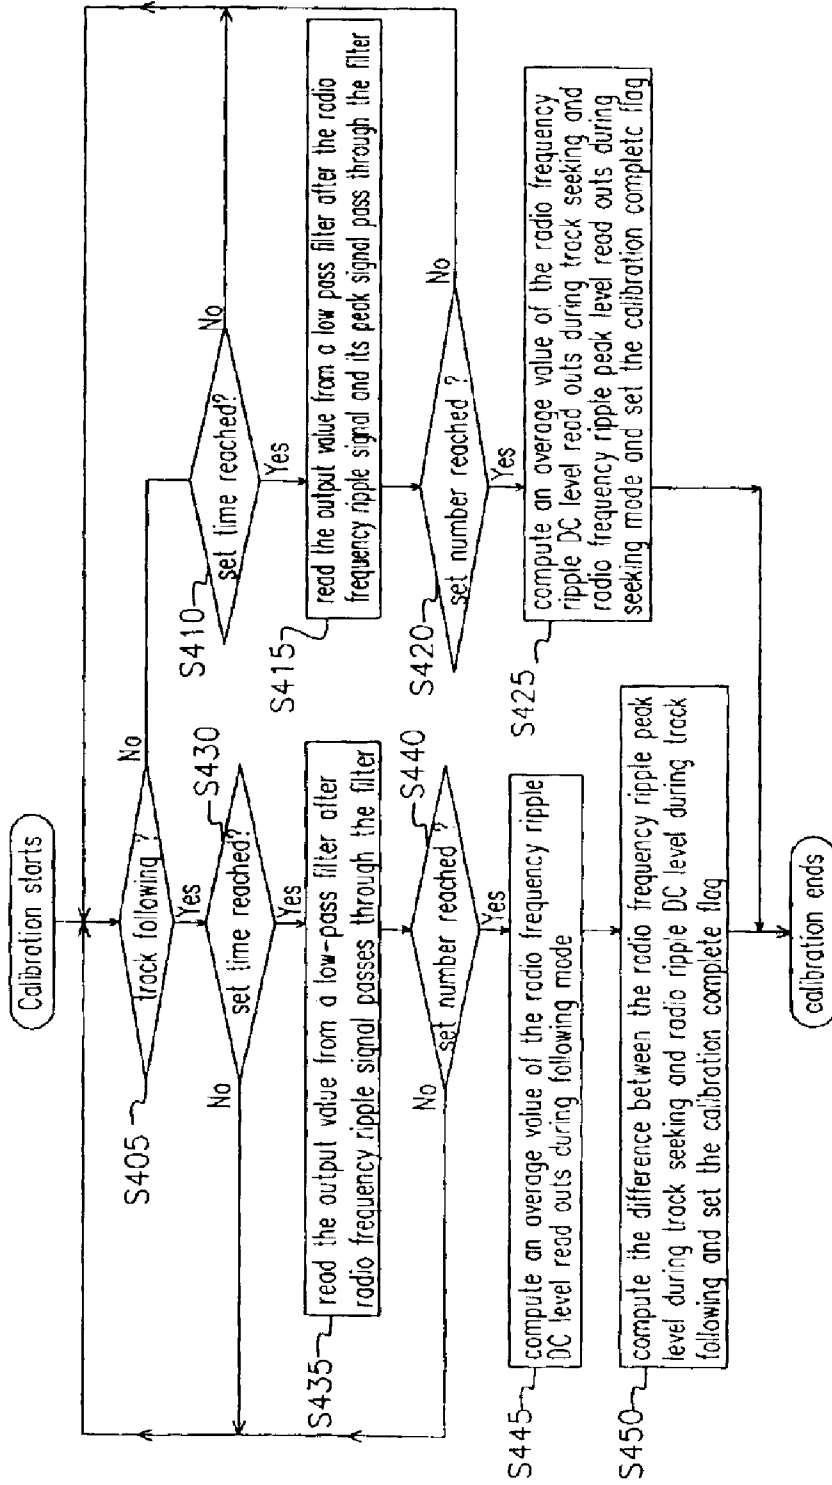 Calibration starts
track following ?
S405
No
Yes
set time reached?
S430
No
Yes
read the output value from a low-pass filter after
radio frequency ripple signal passes through the filter
S435
set number reached ?
S440
No
Yes
compute an average value of the radio frequency ripple
DC level read outs during following mode
S445
compute the difference between the radio frequency ripple peak
level during track seeking and radio ripple DC level during track
following and set the calibration complete flag
S450
set time reached?
S410
No
Yes
read the output value from a low pass filter after the radio
frequency ripple signal and its peak signal pass through the filter
S415
set number reached ?
S420
No
Yes
compute an average value of the radio frequency
ripple DC level read outs during track seeking and
radio frequency ripple peak level read outs during
seeking mode and set the calibration complete flag
S425
calibration ends